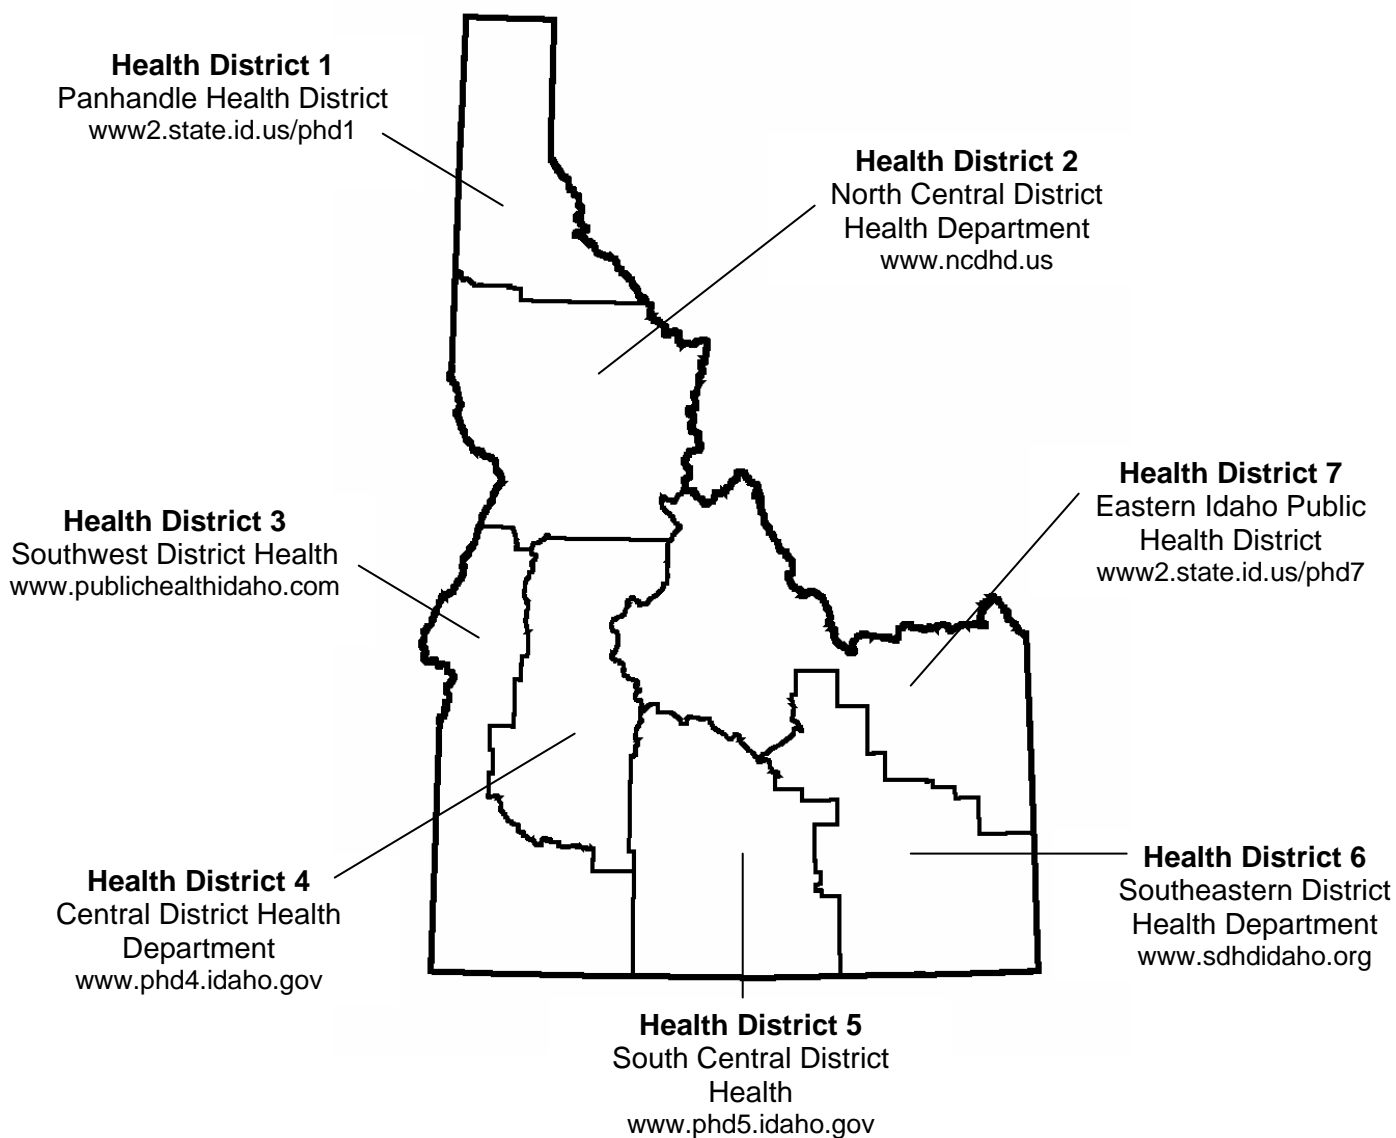 Health District 1
Panhandle Health District
www2.state.id.us/phd1
Health District 2
North Central District
Health Department
www.ncdhd.us
Health District 3
Southwest District Health
www.publichealthidaho.com
Health District 7
Eastern Idaho Public
Health District
www2.state.id.us/phd7
Health District 4
Central District Health
Department
www.phd4.idaho.gov
Health District 6
Southeastern District
Health Department
www.sdhdidaho.org
Health District 5
South Central District
Health
www.phd5.idaho.gov